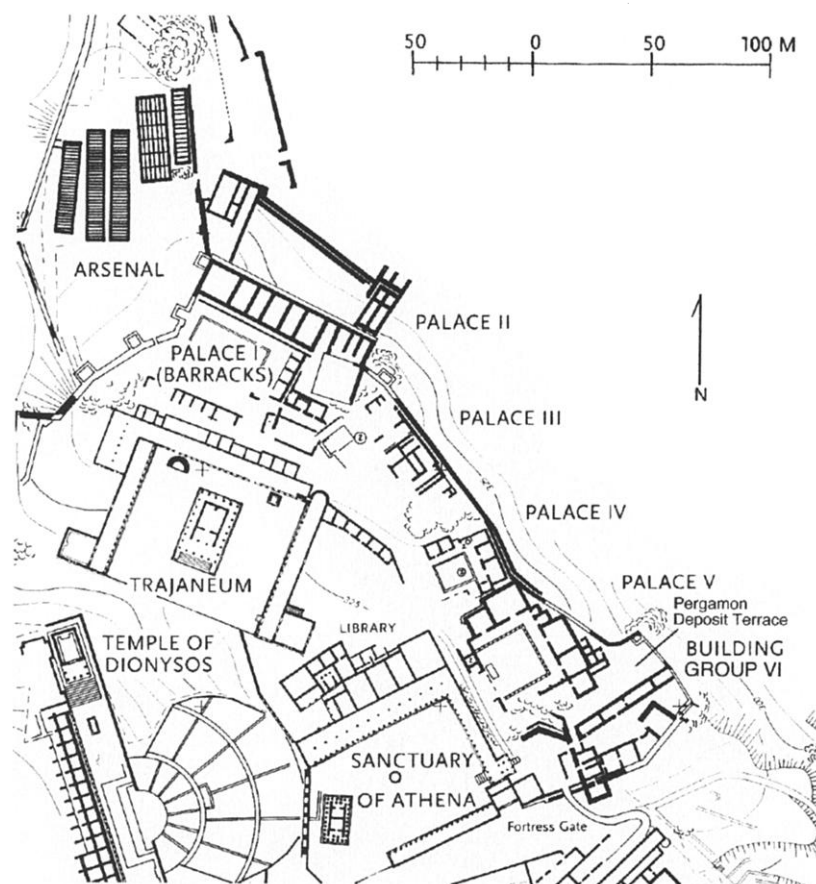 50 0 50 100 M
ARSENAL
PALACE II
PALACE I
(BARRACKS)
N
PALACE III
PALACE IV
TRAJANEUM
PALACE V
Pergamon
Deposit Terrace
LIBRARY
TEMPLE OF
DIONYSOS
BUILDING
GROUP VI
SANCTUARY
OF ATHENA
Fortress Gate